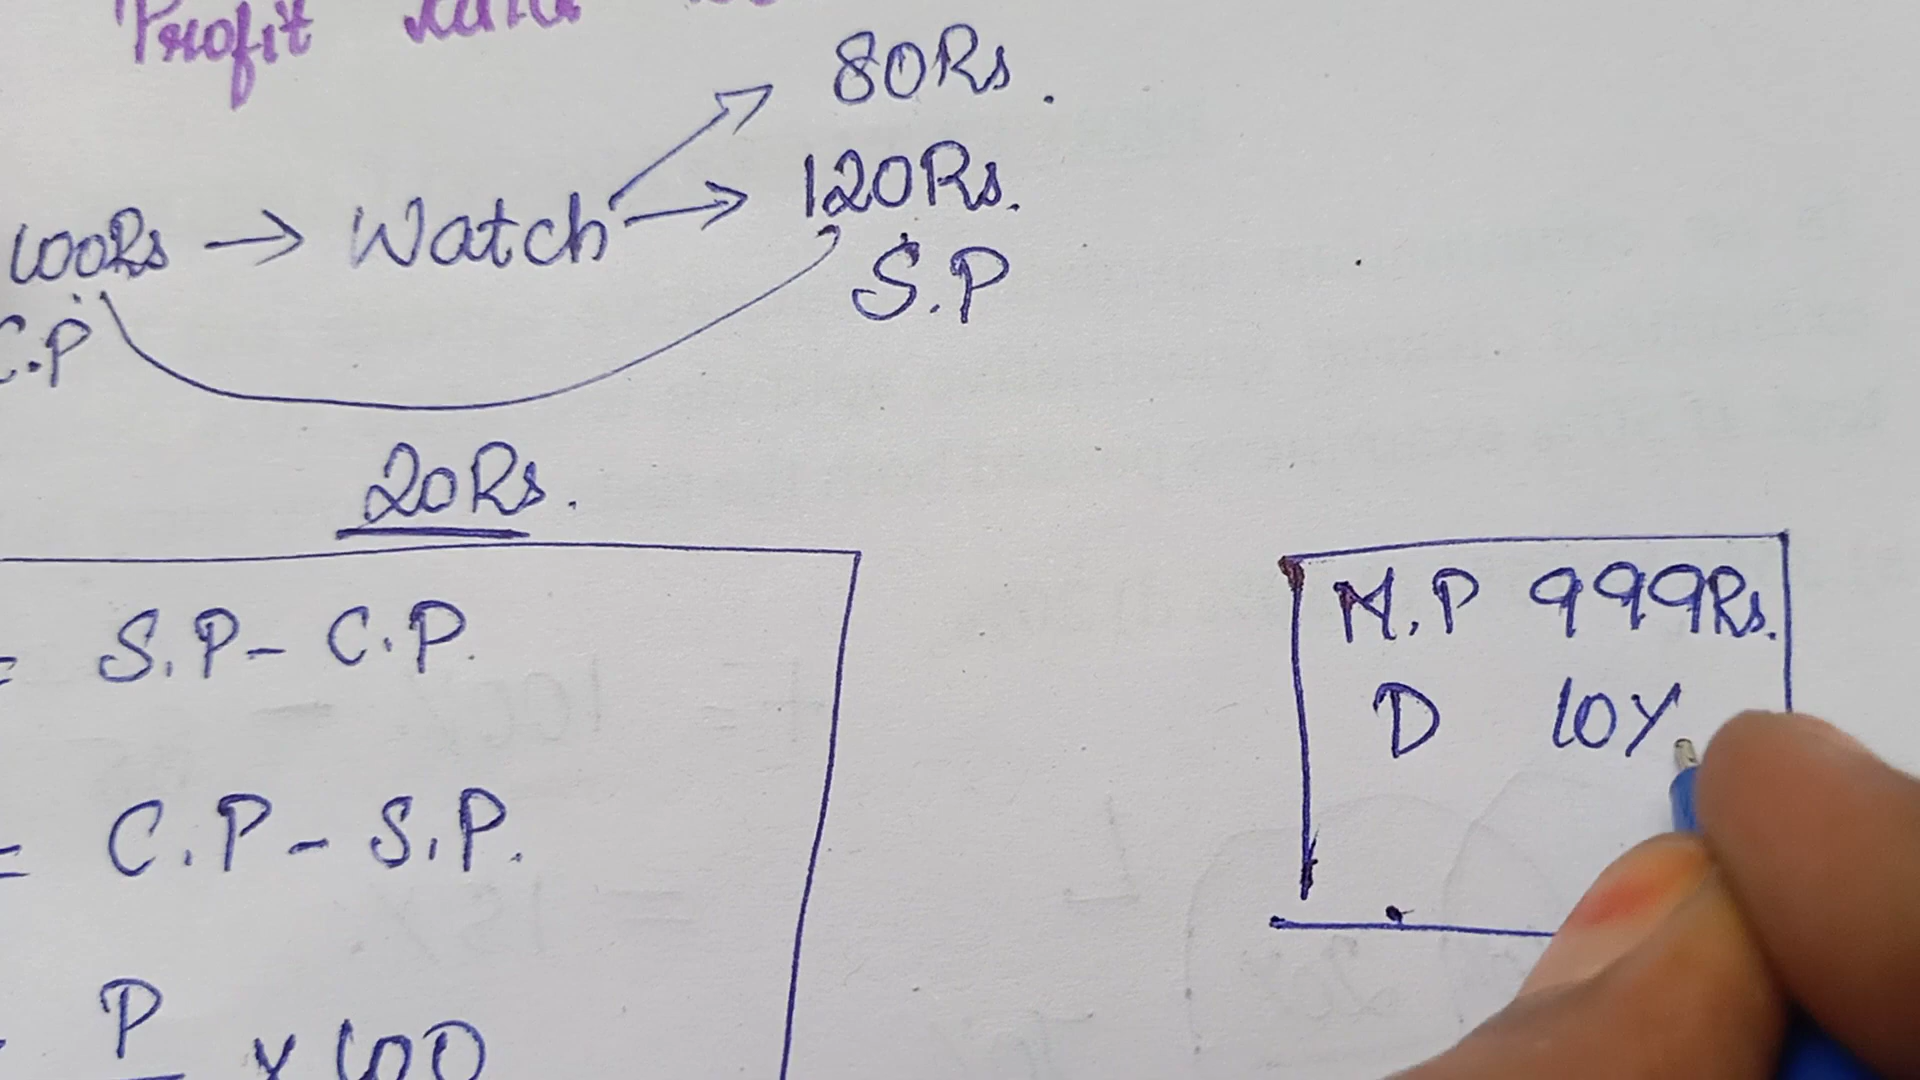 Profit
80Rs.
120Rs.
100Rs → Watch
S.P
C.P
20Rs.
= S.P - C.P.
= C.P - S.P.
P
x 100
M.P 999Rs.
D 10%